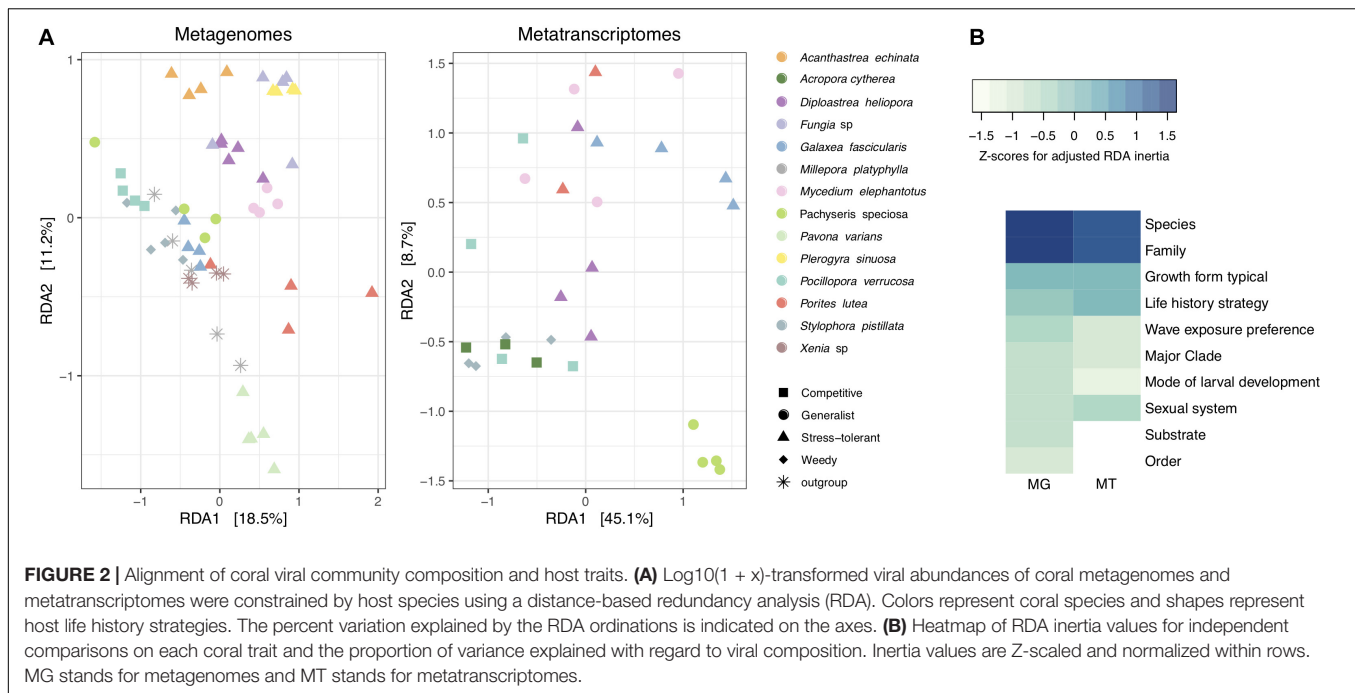 A
Metagenomes
1
0
−1
RDA2 [11.2%]
−1
0
1
2
RDA1 [18.5%]
Metatranscriptomes
1.5
1.0
0.5
0.0
−0.5
−1.0
−1.5
RDA2 [8.7%]
−1
0
1
RDA1 [45.1%]
Acanthastrea echinata
Acropora cytherea
Diploastrea heliopora
Fungia sp
Galaxea fascicularis
Millepora platyphylla
Mycedium elephantotus
Pachyseris speciosa
Pavona varians
Plerogyra sinuosa
Pocillopora verrucosa
Porites lutea
Stylophora pistillata
Xenia sp
Competitive
Generalist
Stress−tolerant
Weedy
outgroup
B
−1.5 −1 −0.5 0 0.5 1 1.5
Z-scores for adjusted RDA inertia
Species
Family
Growth form typical
Life history strategy
Wave exposure preference
Major Clade
Mode of larval development
Sexual system
Substrate
Order
MG MT
FIGURE 2 | Alignment of coral viral community composition and host traits. (A) Log10(1 + x)-transformed viral abundances of coral metagenomes and
metatranscriptomes were constrained by host species using a distance-based redundancy analysis (RDA). Colors represent coral species and shapes represent
host life history strategies. The percent variation explained by the RDA ordinations is indicated on the axes. (B) Heatmap of RDA inertia values for independent
comparisons on each coral trait and the proportion of variance explained with regard to viral composition. Inertia values are Z-scaled and normalized within rows.
MG stands for metagenomes and MT stands for metatranscriptomes.